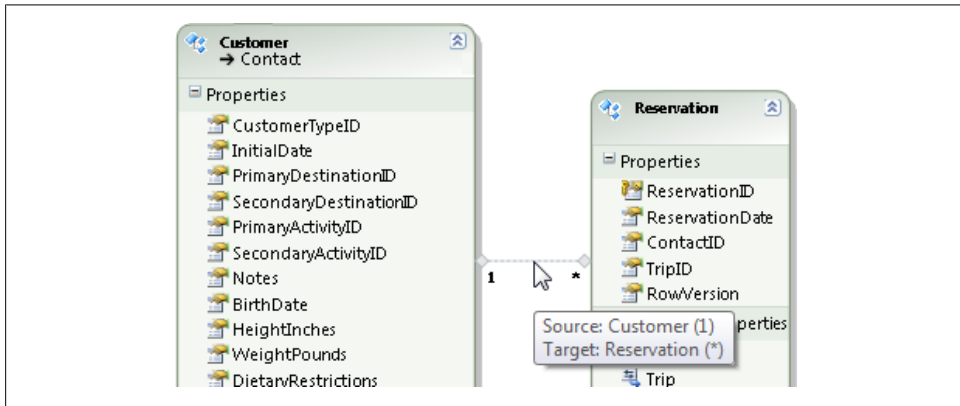 Customer
→ Contact
Properties
CustomerTypeID
InitialDate
PrimaryDestinationID
SecondaryDestinationID
PrimaryActivityID
SecondaryActivityID
Notes
BirthDate
HeightInches
WeightPounds
DietaryRestrictions
1
*
Reservation
Properties
ReservationID
ReservationDate
ContactID
TripID
RowVersion
perties
Trip
Source: Customer (1)
Target: Reservation (*)